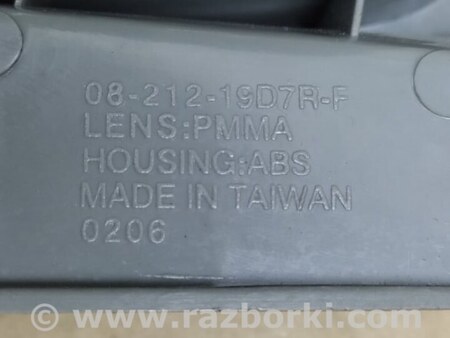 08-212-19D7R-F
LENS:PMMA
HOUSING:ABS
MADE IN TAIWAN
0206
www.razborki.com